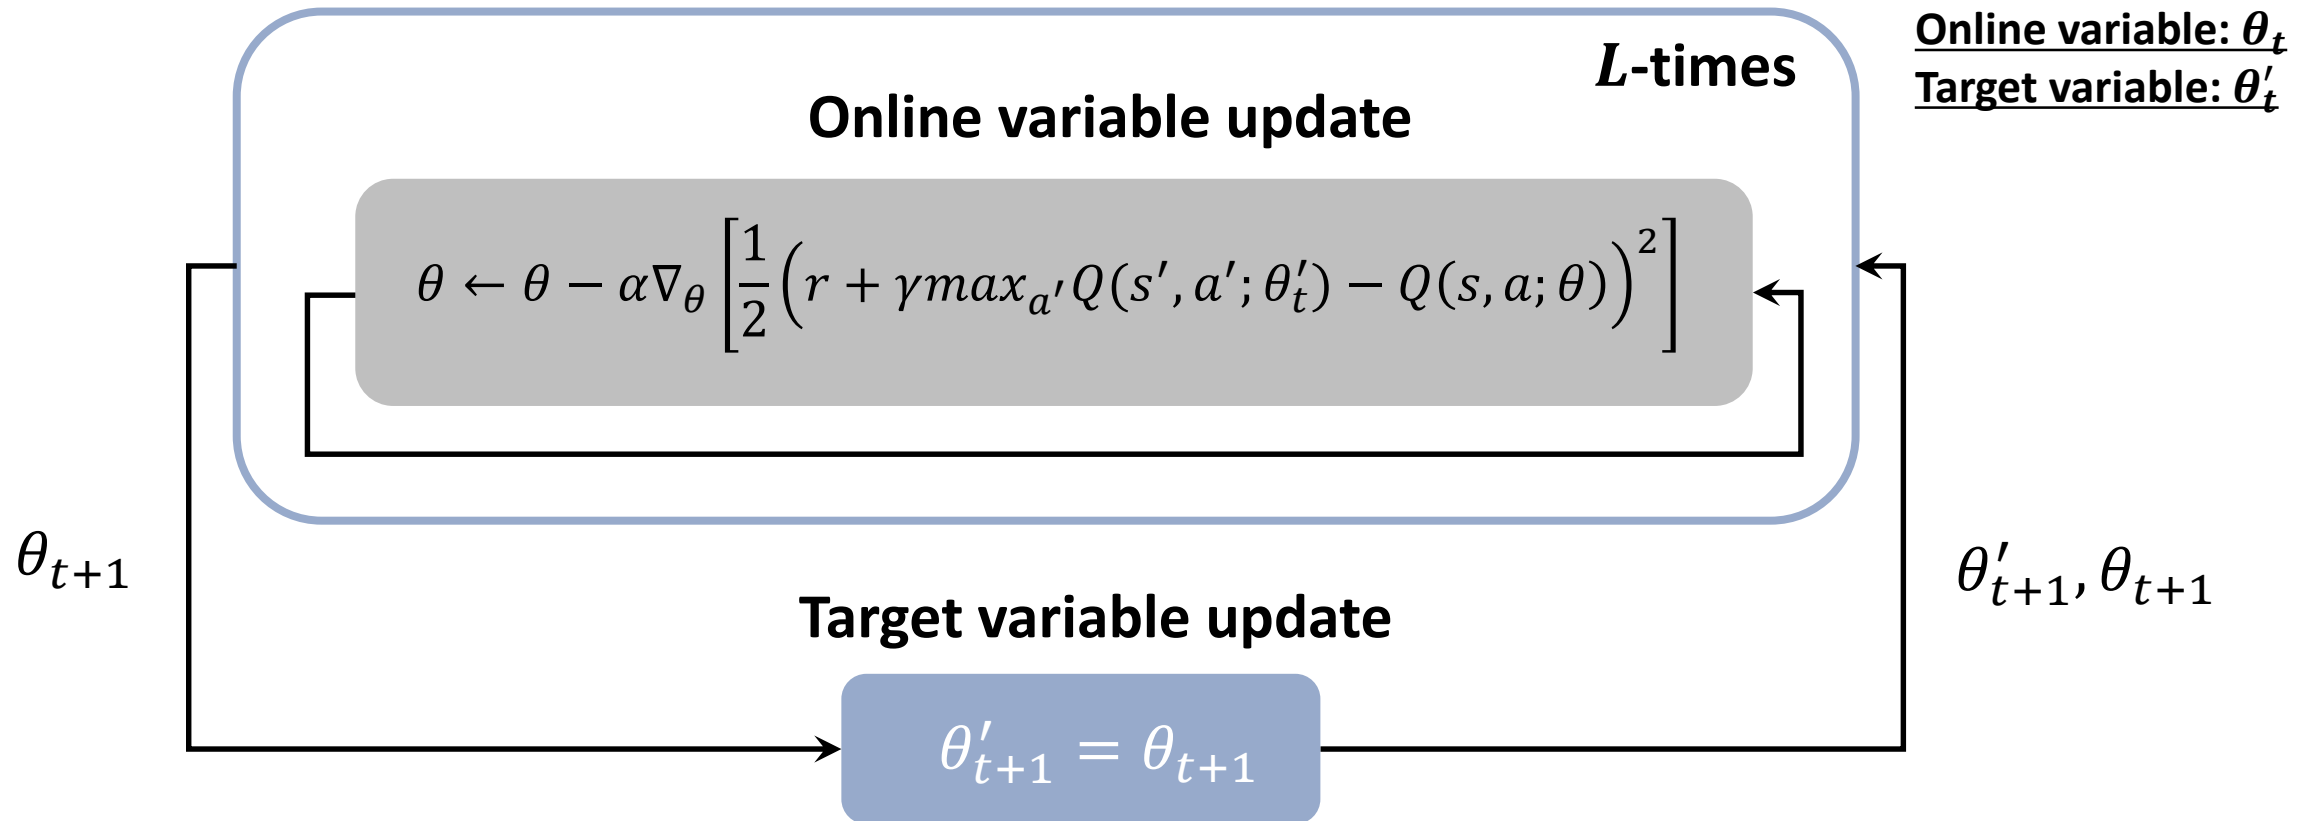 Online variable: θ_t
Target variable: θ′_t
L-times
Online variable update
θ ← θ − α∇_θ [1/2 (r + γmax_{a′}Q(s′, a′; θ′_t) − Q(s, a; θ))^2]
θ_{t+1}
θ′_{t+1}, θ_{t+1}
Target variable update
θ′_{t+1} = θ_{t+1}